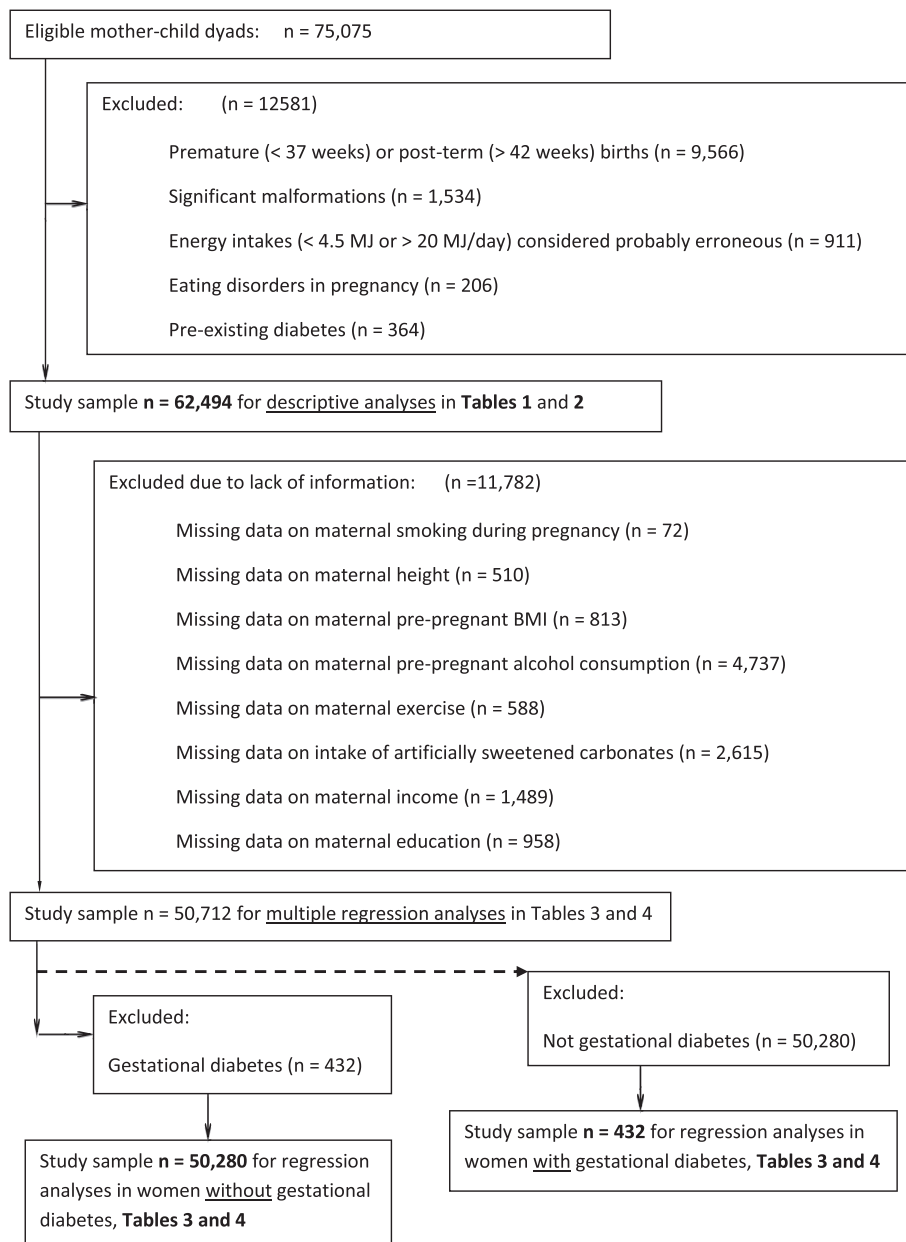 Eligible mother-child dyads: n = 75,075
Excluded: (n = 12581)
Premature (< 37 weeks) or post-term (> 42 weeks) births (n = 9,566)
Significant malformations (n = 1,534)
Energy intakes (< 4.5 MJ or > 20 MJ/day) considered probably erroneous (n = 911)
Eating disorders in pregnancy (n = 206)
Pre-existing diabetes (n = 364)
Study sample n = 62,494 for descriptive analyses in Tables 1 and 2
Excluded due to lack of information: (n =11,782)
Missing data on maternal smoking during pregnancy (n = 72)
Missing data on maternal height (n = 510)
Missing data on maternal pre-pregnant BMI (n = 813)
Missing data on maternal pre-pregnant alcohol consumption (n = 4,737)
Missing data on maternal exercise (n = 588)
Missing data on intake of artificially sweetened carbonates (n = 2,615)
Missing data on maternal income (n = 1,489)
Missing data on maternal education (n = 958)
Study sample n = 50,712 for multiple regression analyses in Tables 3 and 4
Excluded:
Gestational diabetes (n = 432)
Excluded:
Not gestational diabetes (n = 50,280)
Study sample n = 50,280 for regression
analyses in women without gestational
diabetes, Tables 3 and 4
Study sample n = 432 for regression analyses in
women with gestational diabetes, Tables 3 and 4